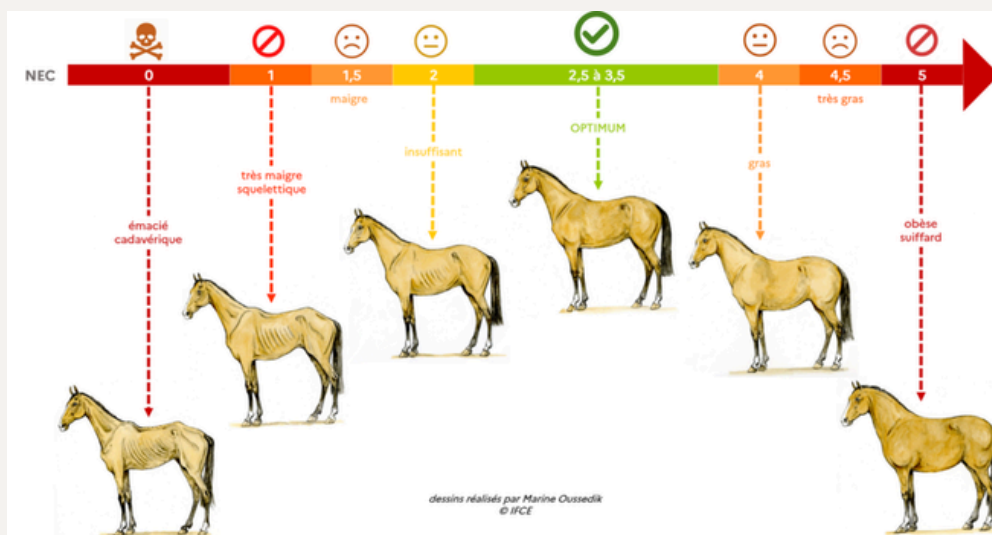 NEC 0 1 1,5 2 2,5 à 3,5 4 4,5 5
maigre
très gras
OPTIMUM
insuffisant
gras
très maigre
squelettique
émacié
cadavérique
obèse
suiffard
dessins réalisés par Marine Oussedik
© IFCE